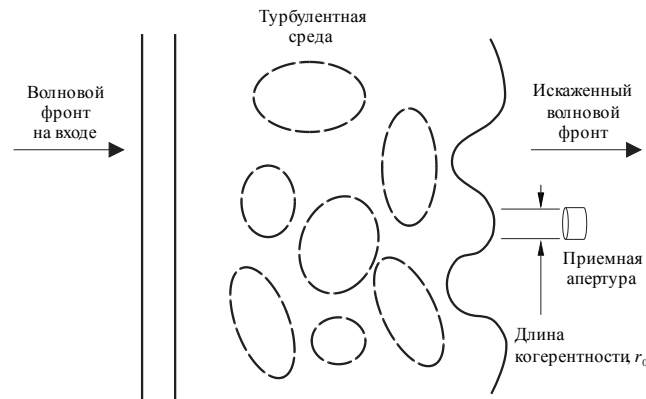 Турбулентная
среда
Волновой
фронт
на входе
Искаженный
волновой
фронт
Приемная
апертура
Длина
когерентности, r₀